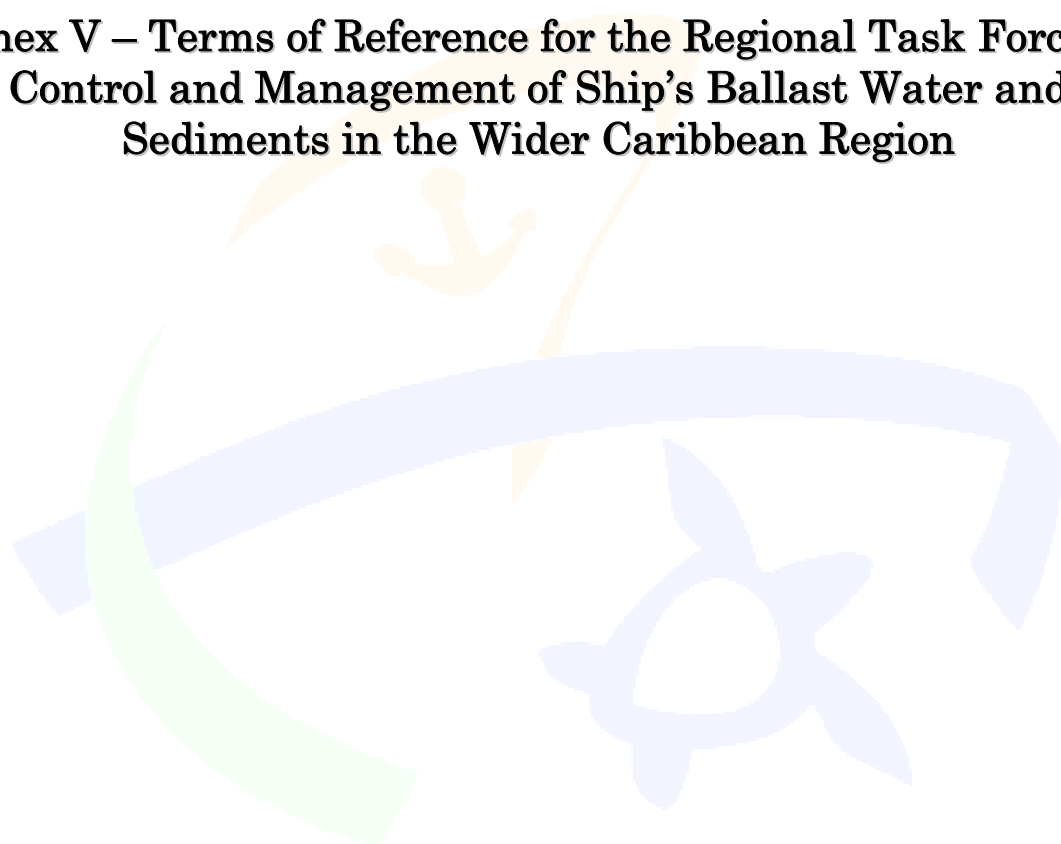 nex V – Terms of Reference for the Regional Task Forc
Control and Management of Ship's Ballast Water and
Sediments in the Wider Caribbean Region